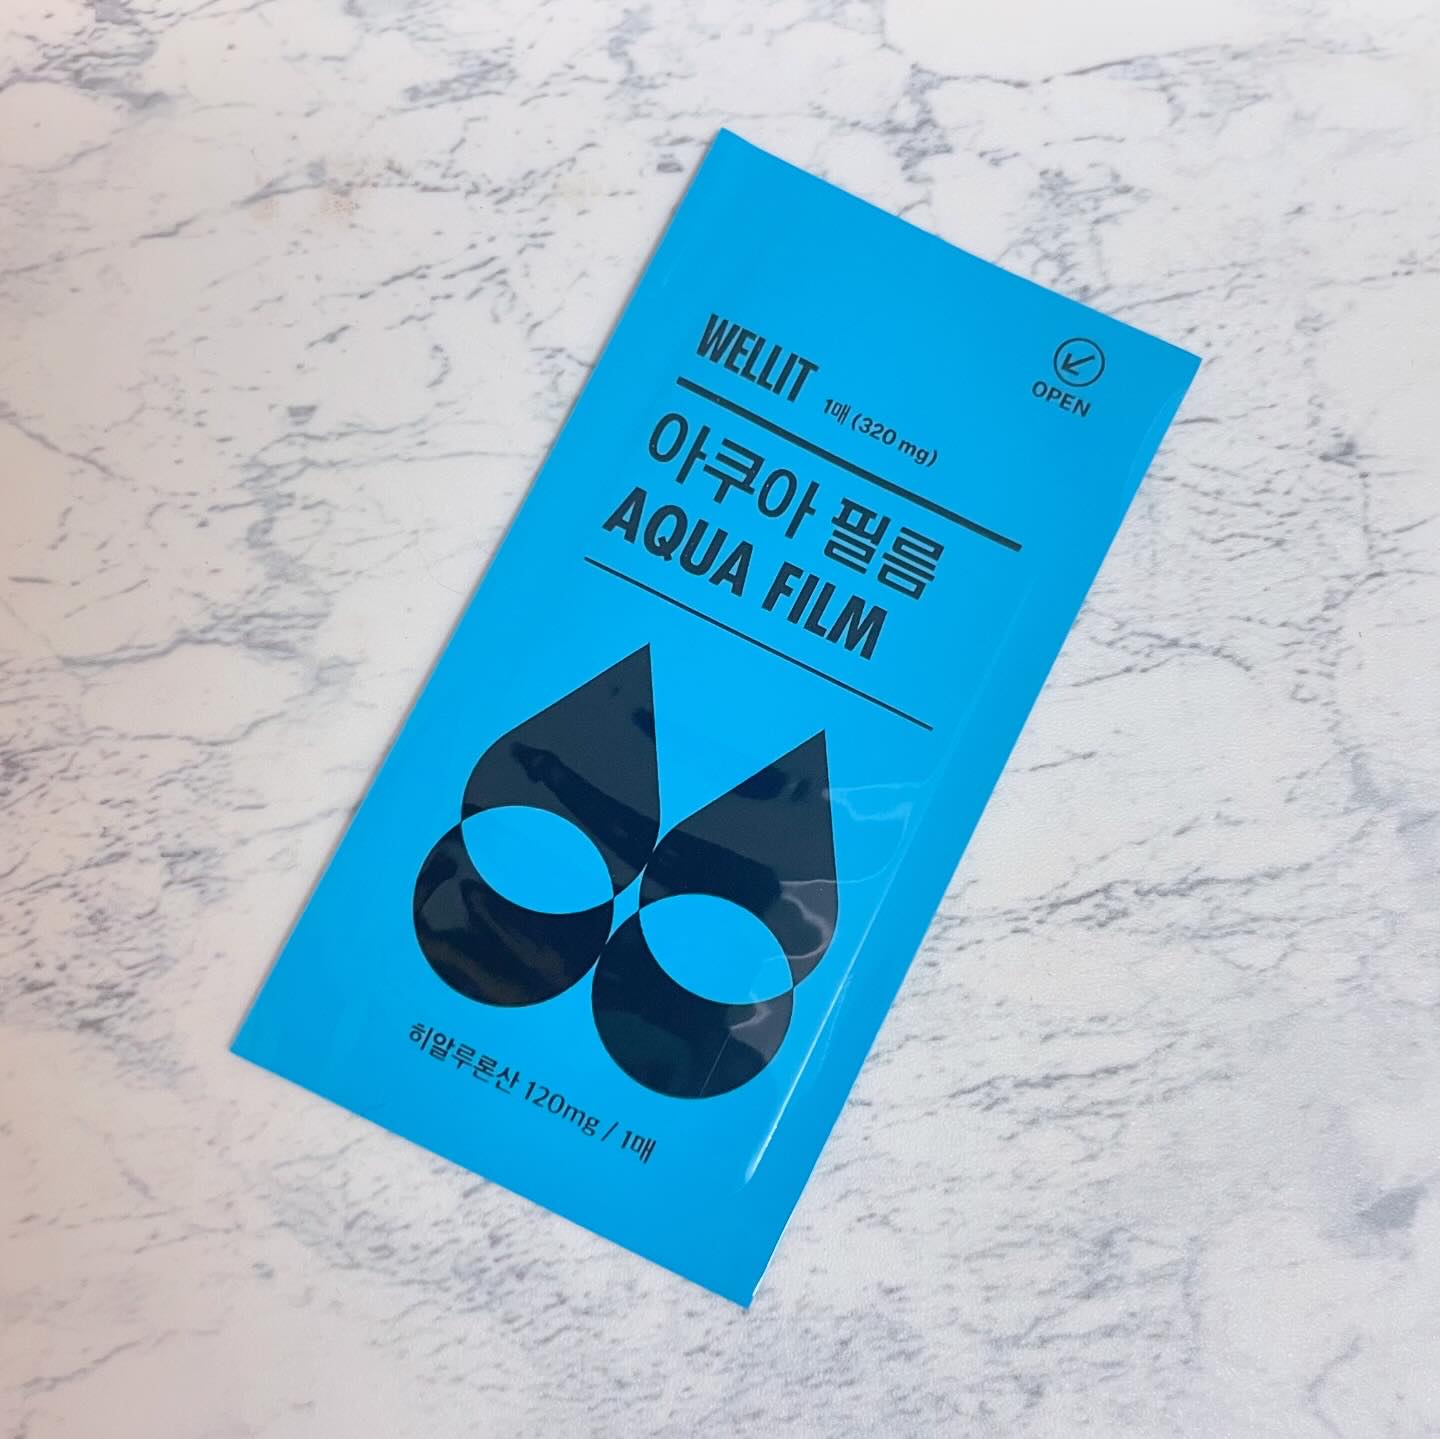 OPEN
WELLIT 1매 (320 mg)
아쿠아 필름
AQUA FILM
히알루론산 120mg / 1매